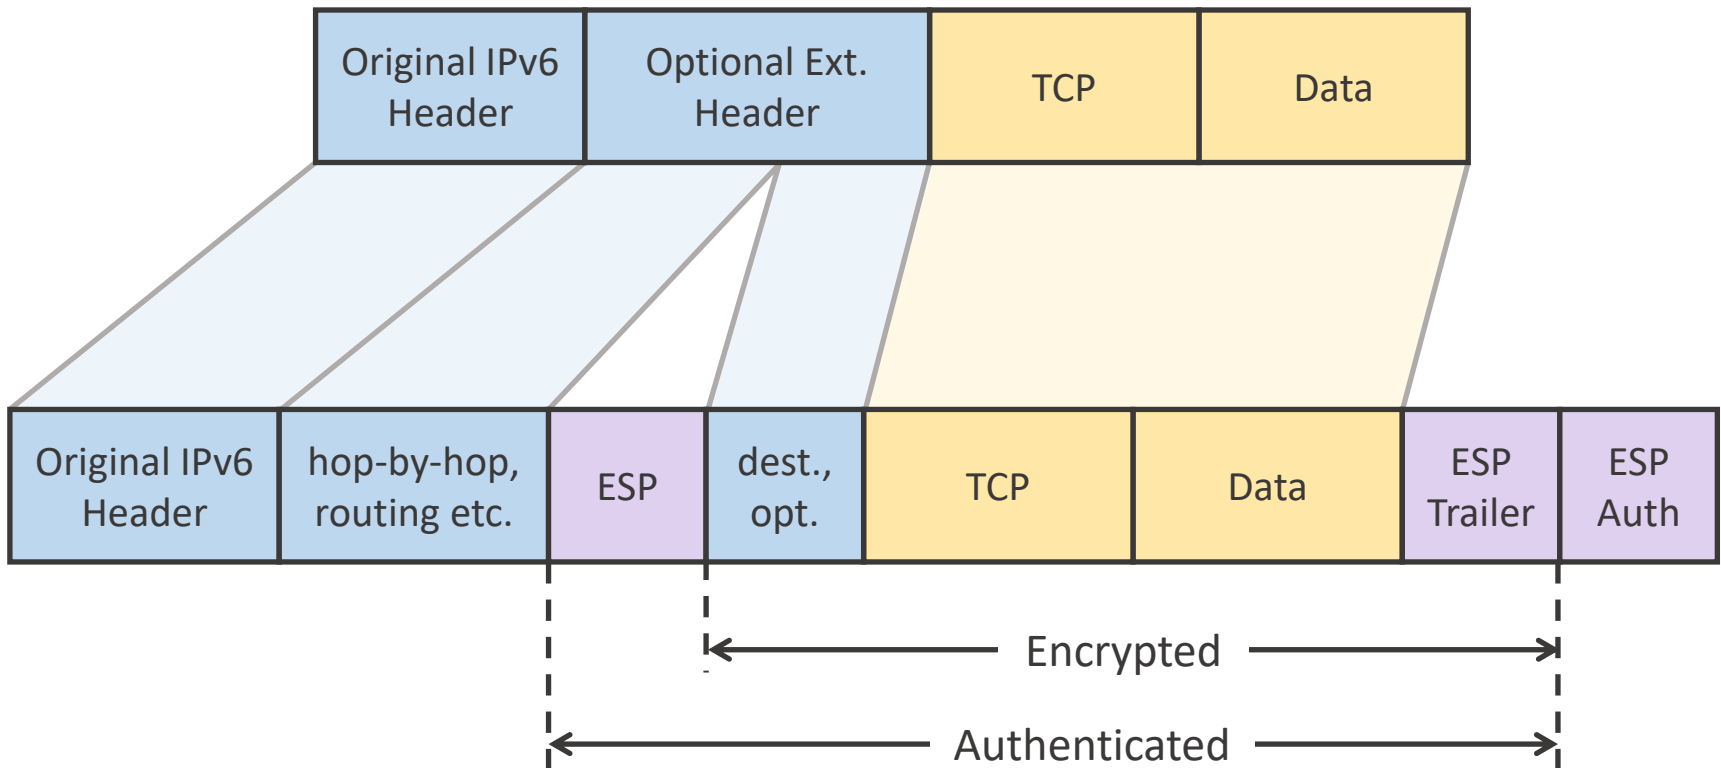 Original IPv6
Header
Optional Ext.
Header
TCP
Data
Original IPv6
Header
hop-by-hop,
routing etc.
ESP
dest.,
opt.
TCP
Data
ESP
Trailer
ESP
Auth
Encrypted
Authenticated